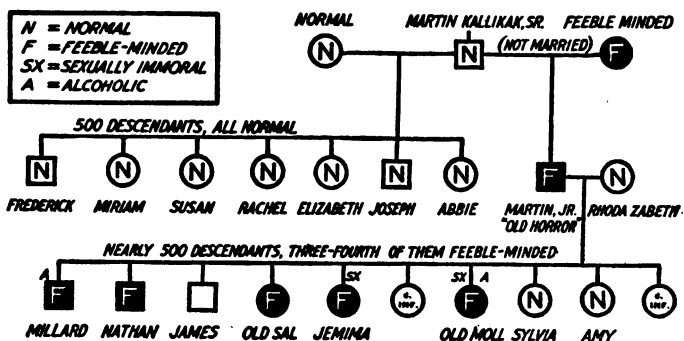 N = NORMAL
F = FEEBLE-MINDED
SX = SEXUALLY IMMORAL
A = ALCOHOLIC
NORMAL MARTIN KALLIKAK, SR. FEEBLE MINDED
(NOT MARRIED)
N N F
500 DESCENDANTS, ALL NORMAL
N N N N N N N F N
FREDERICK MIRIAM SUSAN RACHEL ELIZABETH JOSEPH ABBIE MARTIN, JR. RHODA ZABETH
"OLD HORROR"
NEARLY 500 DESCENDANTS, THREE-FOURTH OF THEM FEEBLE-MINDED
A SX SX A
F F F F d. INF. F N N d. INF.
MILLARD NATHAN JAMES OLD SAL JEMIMA OLD MOLL SYLVIA AMY